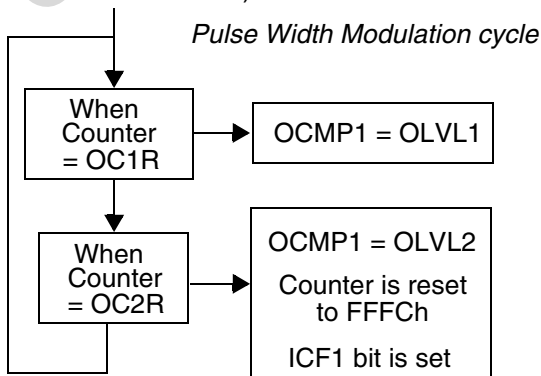 Pulse Width Modulation cycle
When
Counter
= OC1R
OCMP1 = OLVL1
When
Counter
= OC2R
OCMP1 = OLVL2
Counter is reset
to FFFCh
ICF1 bit is set